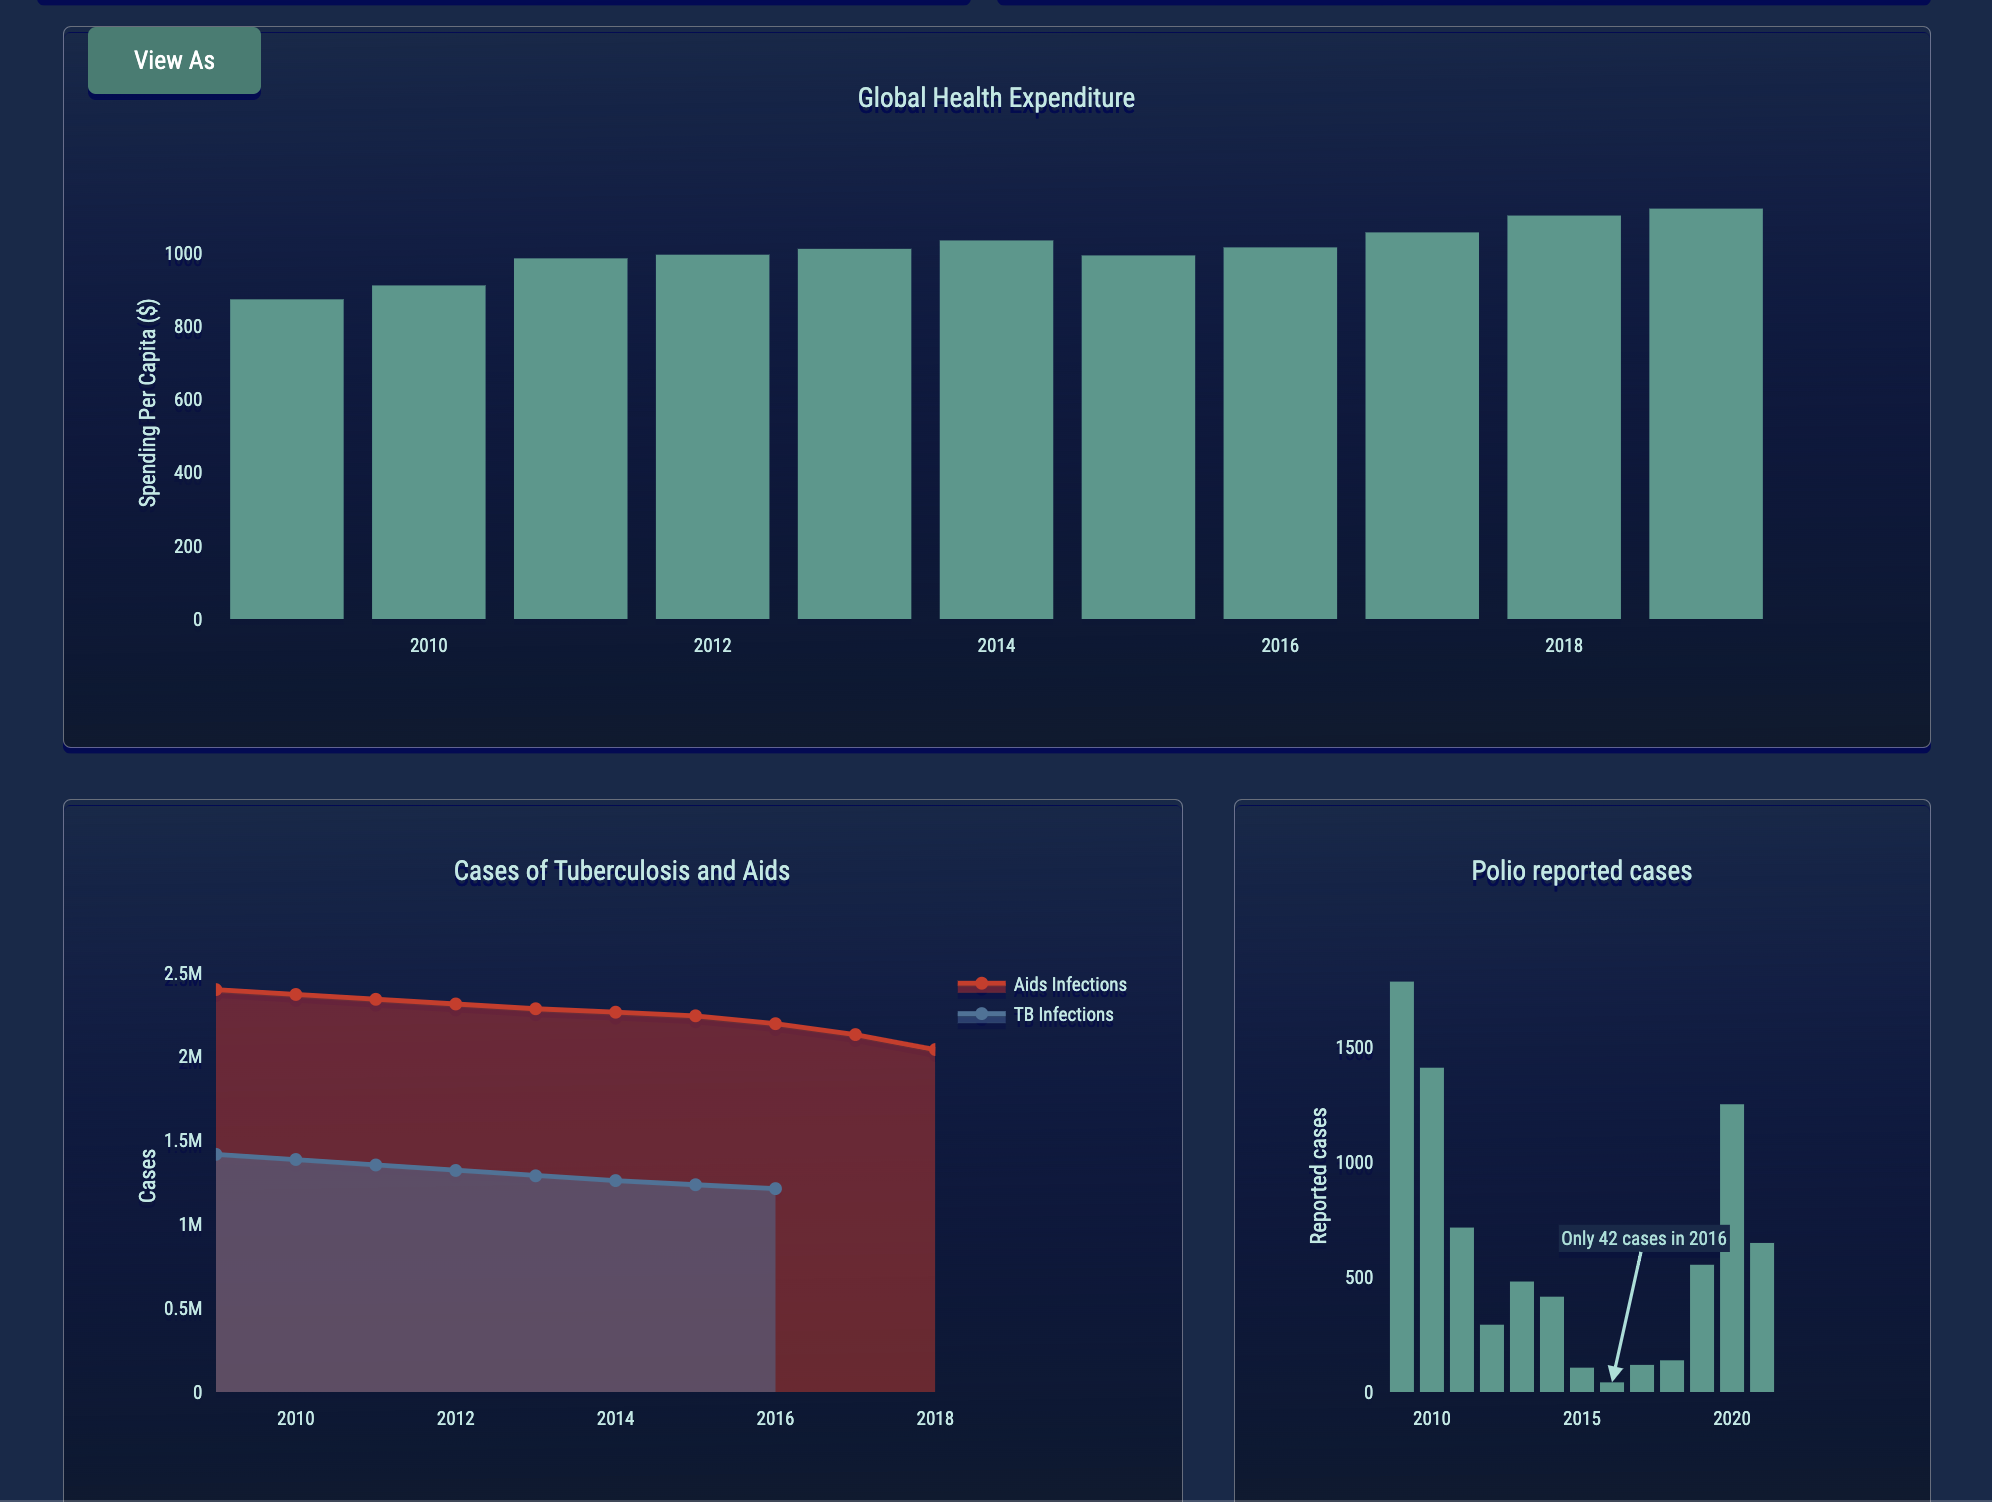 View As
Global Health Expenditure
Spending Per Capita ($)
1000
800
600
400
200
0
2010 2012 2014 2016 2018
Cases of Tuberculosis and Aids
Cases
2.5M
2M
1.5M
1M
0.5M
0
2010 2012 2014 2016 2018
Aids Infections
TB Infections
Polio reported cases
Reported cases
1500
1000
500
0
Only 42 cases in 2016
2010 2015 2020